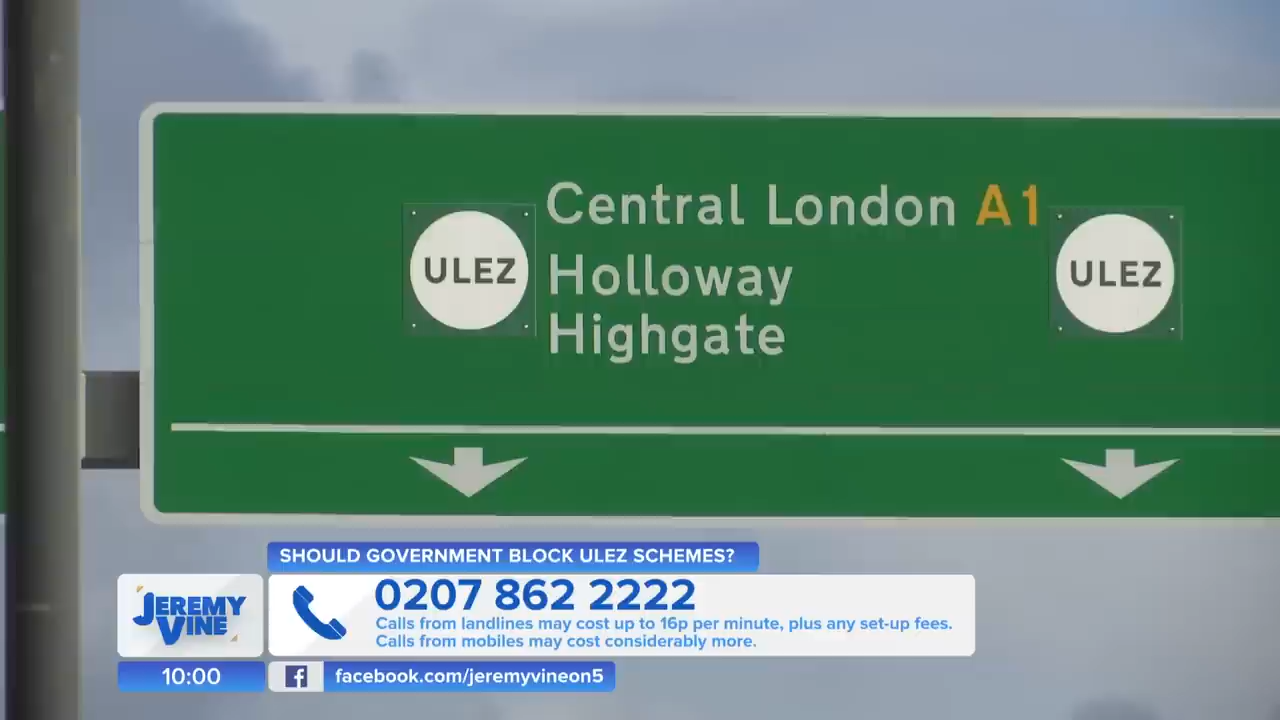 Central London A1
ULEZ
ULEZ
Holloway
Highgate
SHOULD GOVERNMENT BLOCK ULEZ SCHEMES?
JEREMY
VINE
0207 862 2222
Calls from landlines may cost up to 16p per minute, plus any set-up fees.
Calls from mobiles may cost considerably more.
10:00
facebook.com/jeremyvineon5